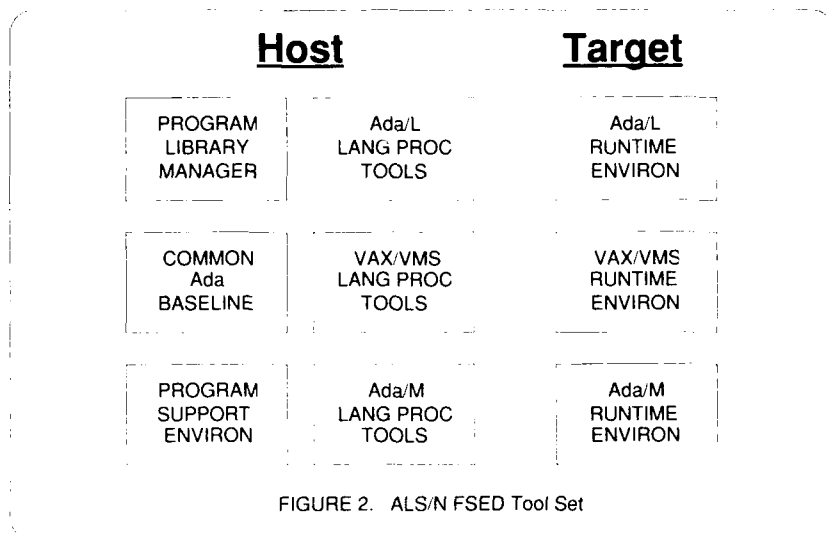 Host
Target
PROGRAM
LIBRARY
MANAGER
Ada/L
LANG PROC
TOOLS
Ada/L
RUNTIME
ENVIRON
COMMON
Ada
BASELINE
VAX/VMS
LANG PROC
TOOLS
VAX/VMS
RUNTIME
ENVIRON
PROGRAM
SUPPORT
ENVIRON
Ada/M
LANG PROC
TOOLS
Ada/M
RUNTIME
ENVIRON
FIGURE 2. ALS/N FSED Tool Set